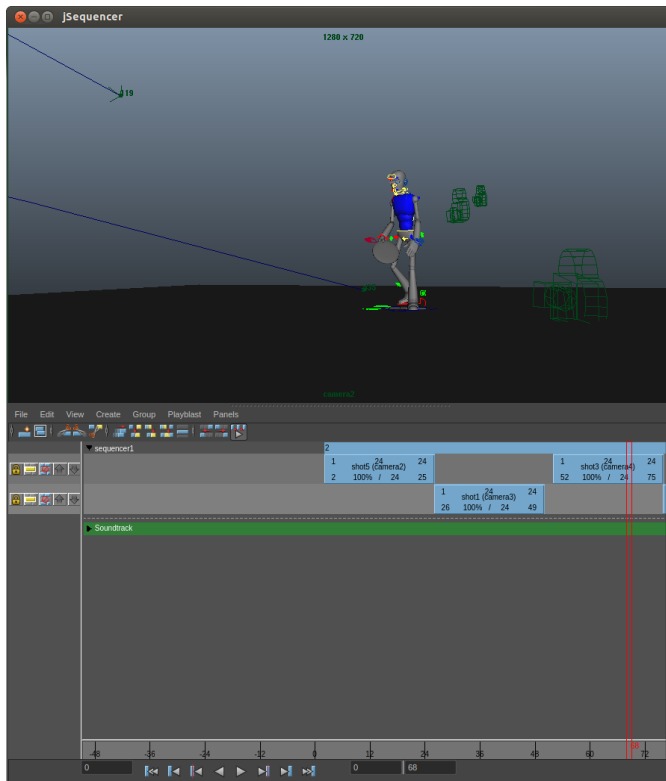 JSequencer
1280 x 720
19
camera2
File Edit View Create Group Playblast Panels
sequencer1
2
1 24 24
shot5 (camera2)
2 100% / 24 25
1 24 24
shot3 (camera4)
52 100% / 24 75
1 24 24
shot1 (camera3)
26 100% / 24 49
Soundtrack
68
-48 -36 -24 -12 0 12 24 36 48 60 72
0 0 68